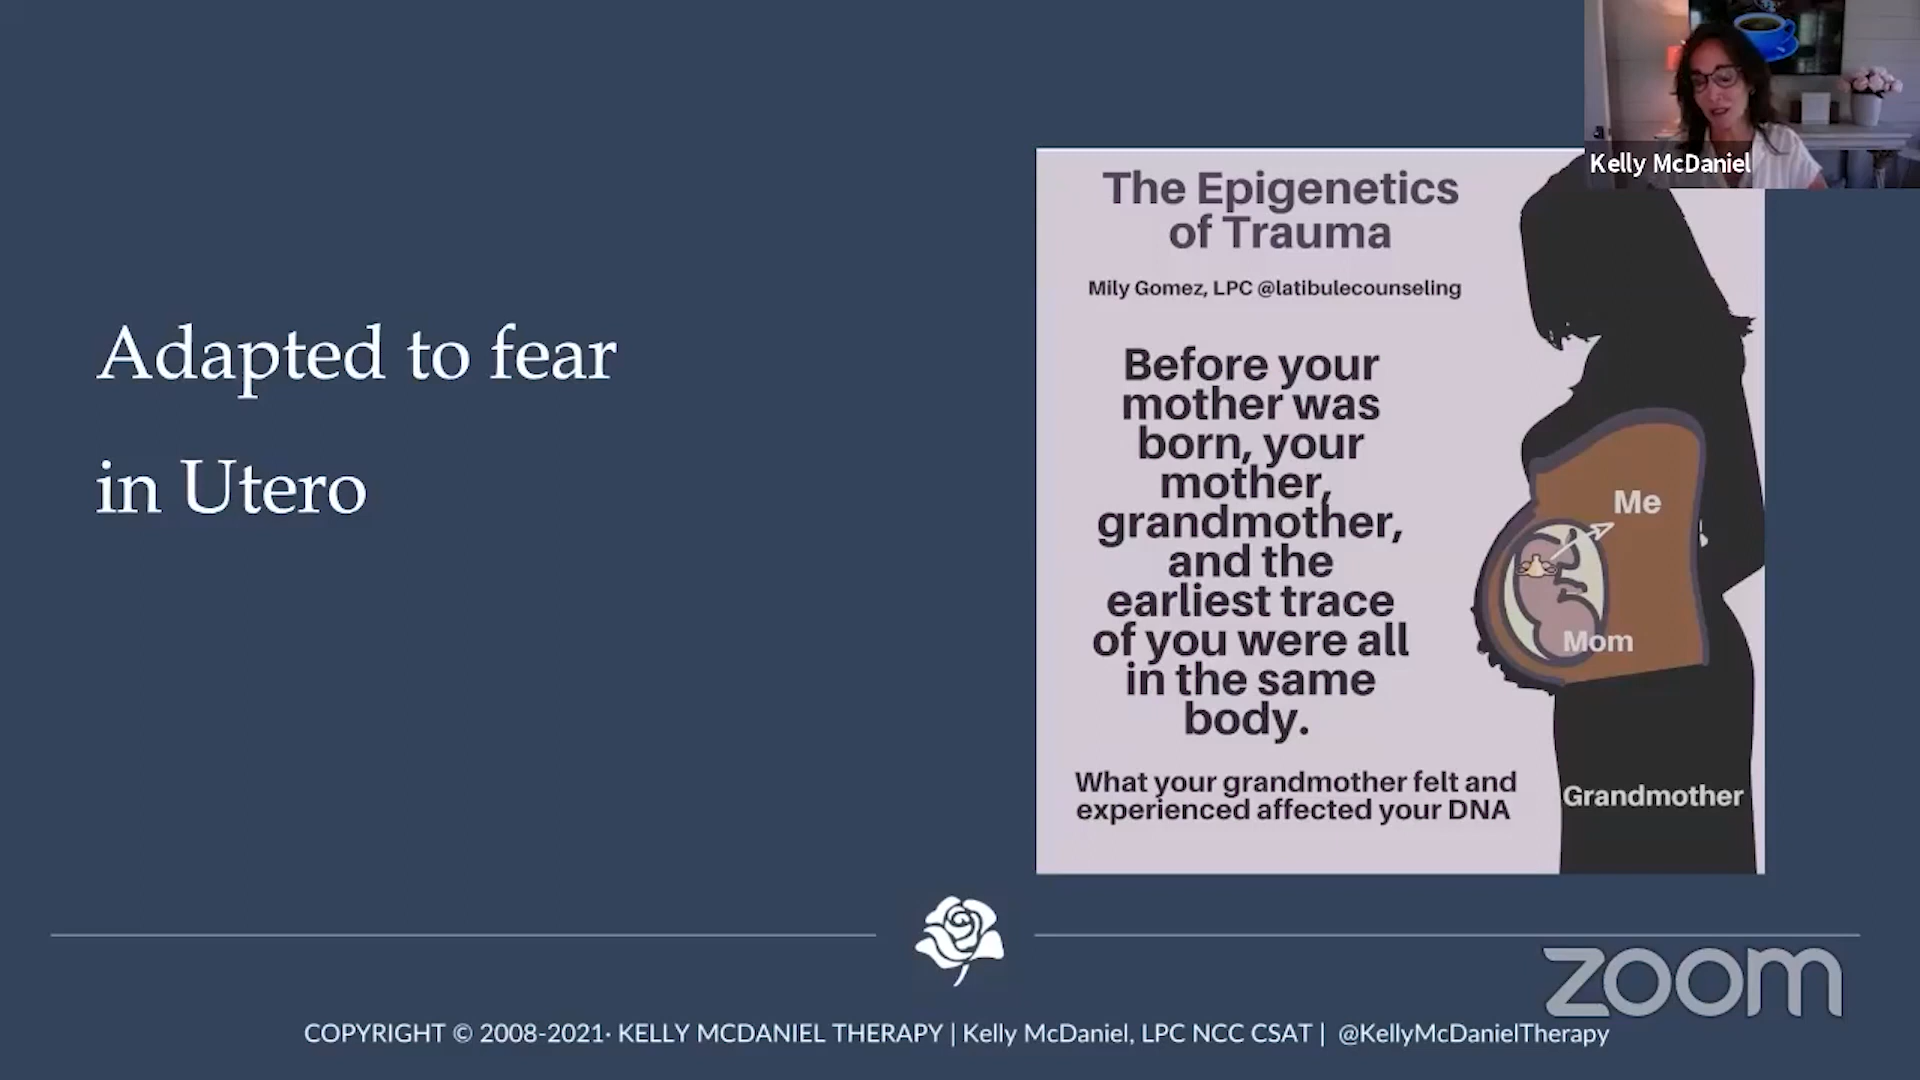 Kelly McDaniel
Adapted to fear
in Utero
The Epigenetics
of Trauma
Mily Gomez, LPC @latibulecounseling
Before your
mother was
born, your
mother,
grandmother,
and the
earliest trace
of you were all
in the same
body.
What your grandmother felt and
experienced affected your DNA
Me
Mom
Grandmother
zoom
COPYRIGHT © 2008-2021· KELLY MCDANIEL THERAPY | Kelly McDaniel, LPC NCC CSAT | @KellyMcDanielTherapy